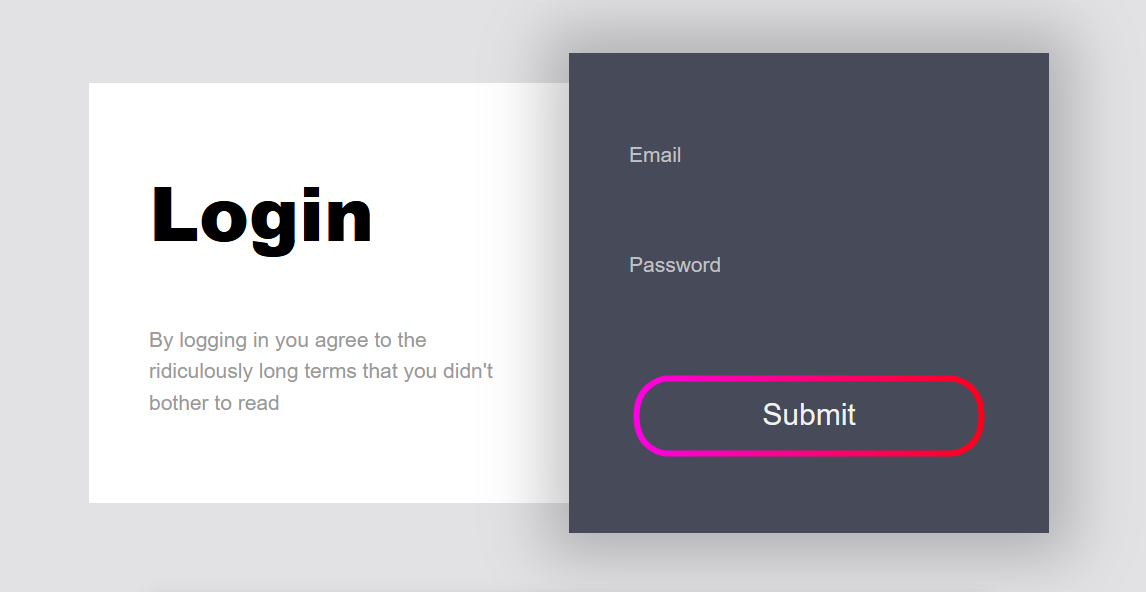 Login
By logging in you agree to the
ridiculously long terms that you didn't
bother to read
Email
Password
Submit